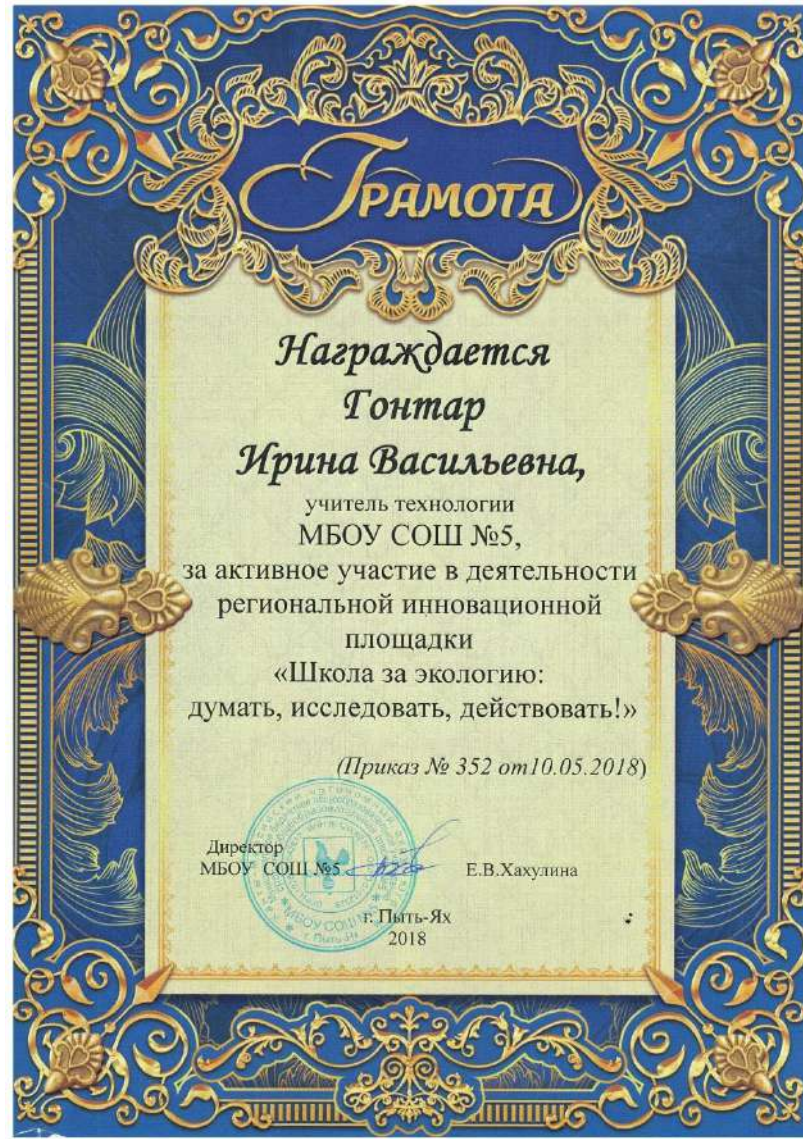 Грамота
Награждается
Гонтар
Ирина Васильевна,
учитель технологии
МБОУ СОШ №5,
за активное участие в деятельности
региональной инновационной
площадки
«Школа за экологию:
думать, исследовать, действовать!»
(Приказ № 352 от10.05.2018)
Директор
МБОУ СОШ №5 Е.В.Хахулина
г. Пыть-Ях
2018